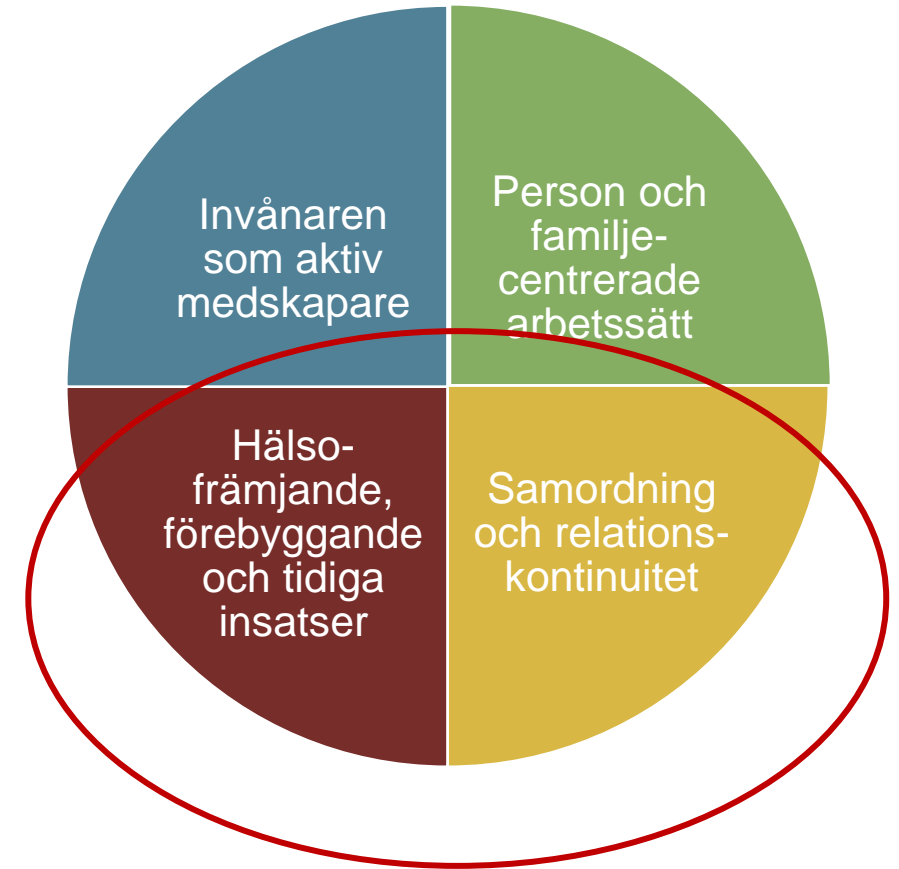 Invånaren
som aktiv
medskapare
Person och
familje-
centrerade
arbetssätt
Hälso-
främjande,
förebyggande
och tidiga
insatser
Samordning
och relations-
kontinuitet